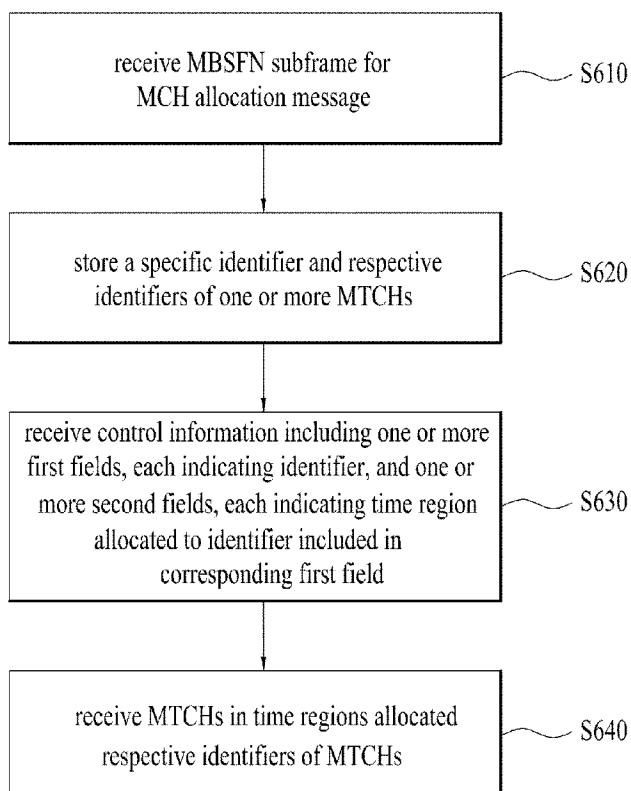 receive MBSFN subframe for
MCH allocation message
S610
store a specific identifier and respective
identifiers of one or more MTCHs
S620
receive control information including one or more
first fields, each indicating identifier, and one or
more second fields, each indicating time region
allocated to identifier included in
corresponding first field
S630
receive MTCHs in time regions allocated
respective identifiers of MTCHs
S640